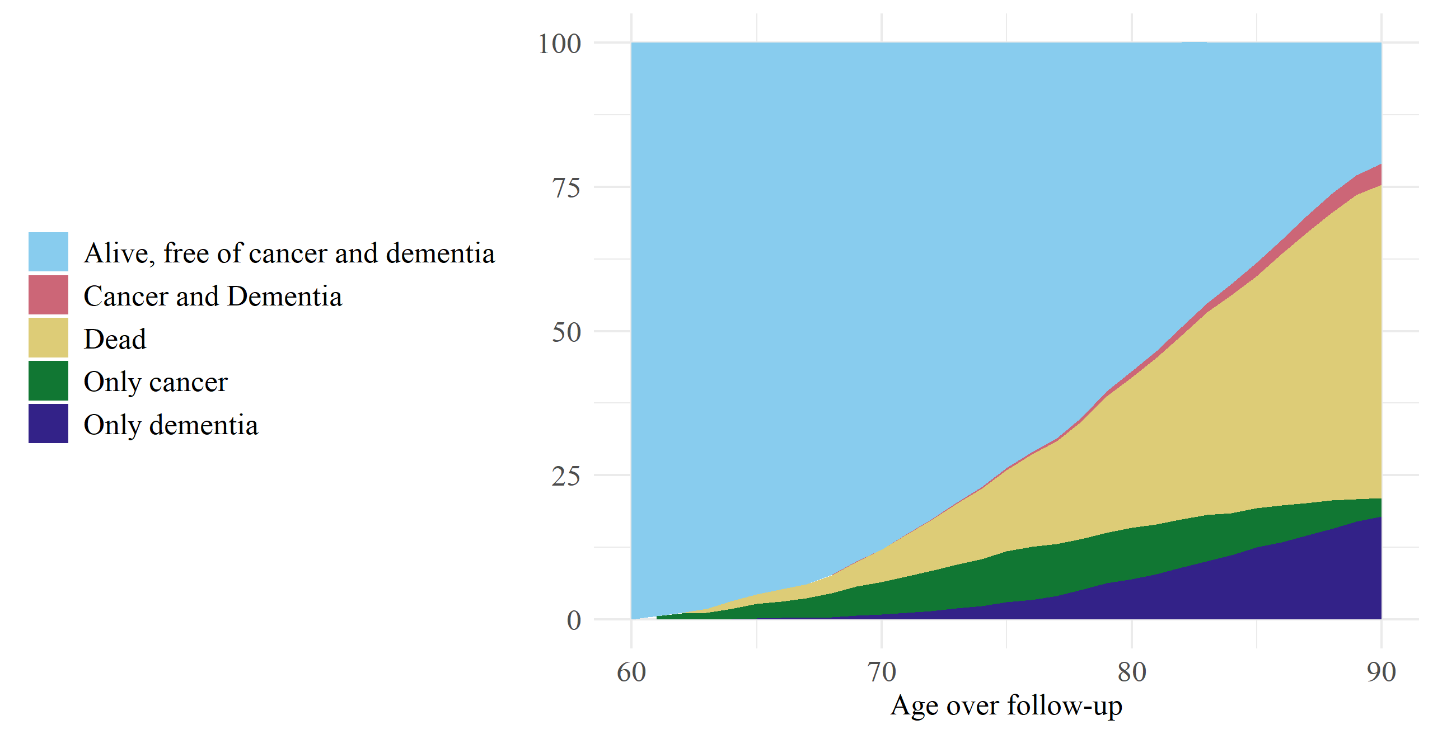 Alive, free of cancer and dementia
Cancer and Dementia
Dead
Only cancer
Only dementia
100
75
50
25
0
60 70 80 90
Age over follow-up